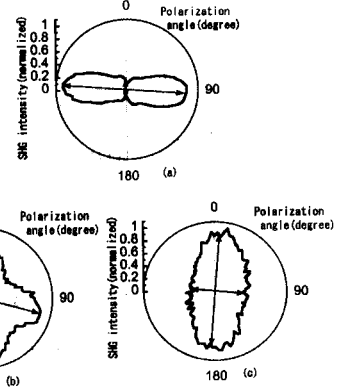 0
Polarization
angle(degree)
SHG intensity(normalized)
1
0.8
0.6
0.4
0.2
0
90
180
(a)
Polarization
angle(degree)
90
(b)
0
Polarization
angle(degree)
SHG intensity(normalized)
1
0.8
0.6
0.4
0.2
0
90
180
(c)